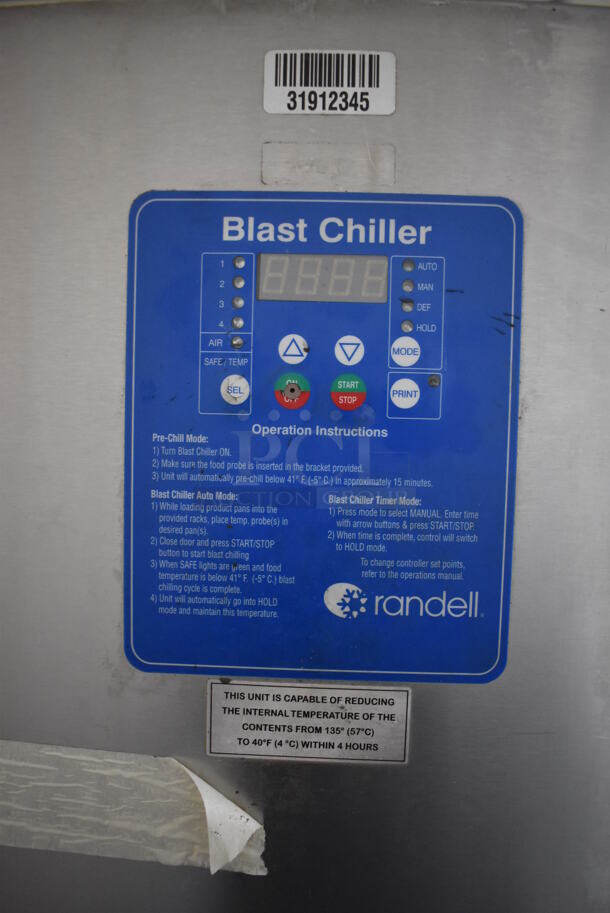 31912345
Blast Chiller
1
2
3
4
AIR
SAFE/TEMP
SEL
AUTO
MAN
DEF
HOLD
MODE
PRINT
ON
OFF
START
STOP
Operation Instructions
Pre-Chill Mode:
1) Turn Blast Chiller ON.
2) Make sure the food probe is inserted in the bracket provided.
3) Unit will automatically pre-chill below 41° F. (-5° C.) In approximately 15 minutes.
Blast Chiller Auto Mode:
1) While loading product pans into the
provided racks, place temp. probe(s) in
desired pan(s).
2) Close door and press START/STOP
button to start blast chilling
3) When SAFE lights are green and food
temperature is below 41° F. (-5° C.) blast
chilling cycle is complete.
4) Unit will automatically go into HOLD
mode and maintain this temperature.
Blast Chiller Timer Mode:
1) Press mode to select MANUAL. Enter time
with arrow buttons & press START/STOP.
2) When time is complete, control will switch
to HOLD mode.
To change controller set points,
refer to the operations manual.
randell
PCI
AUCTION GROUP
THIS UNIT IS CAPABLE OF REDUCING
THE INTERNAL TEMPERATURE OF THE
CONTENTS FROM 135° (57°C)
TO 40°F (4 °C) WITHIN 4 HOURS